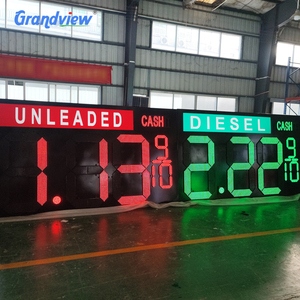 Grandview
UNLEADED CASH
1.13 9/10
DIESEL CASH
2.22 9/10